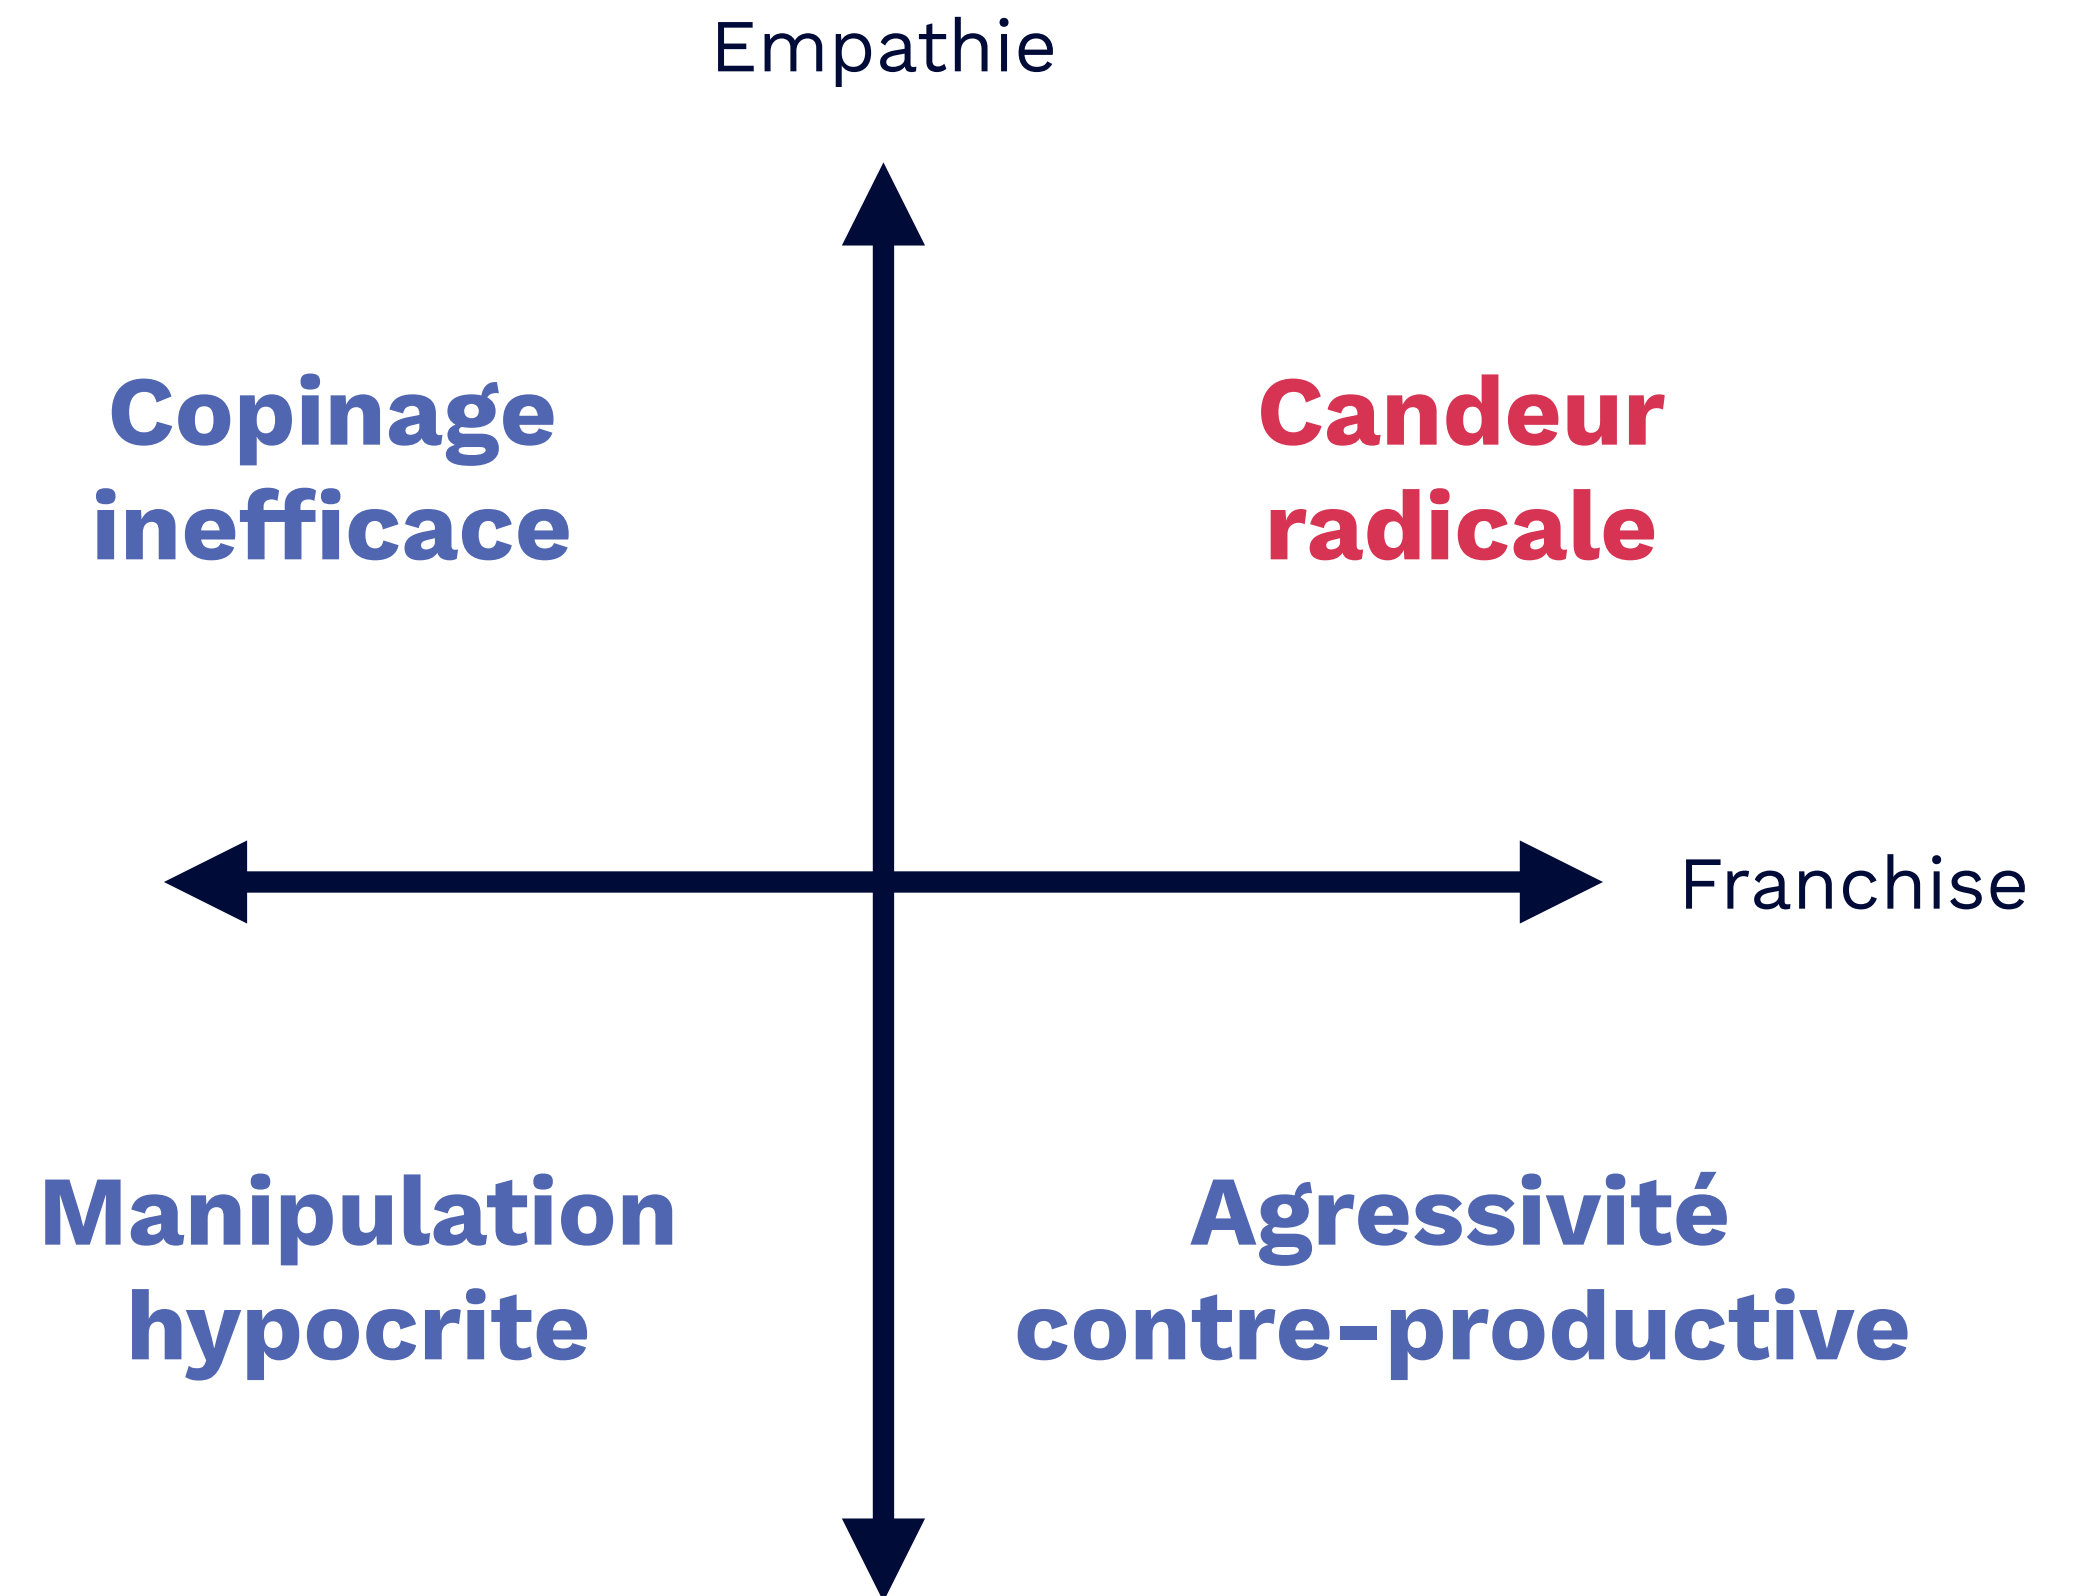 Empathie
Copinage
inefficace
Candeur
radicale
Franchise
Manipulation
hypocrite
Agressivité
contre-productive